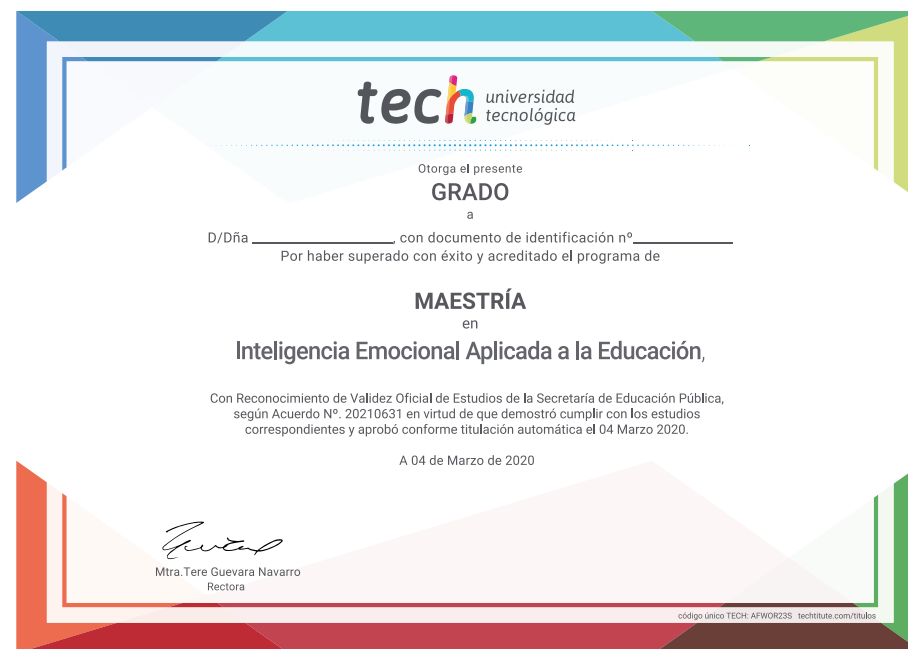 tech universidad
tecnológica
Otorga el presente
GRADO
a
D/Dña ____________________, con documento de identificación nº______________
Por haber superado con éxito y acreditado el programa de
MAESTRÍA
en
Inteligencia Emocional Aplicada a la Educación,
Con Reconocimiento de Validez Oficial de Estudios de la Secretaría de Educación Pública,
según Acuerdo Nº. 20210631 en virtud de que demostró cumplir con los estudios
correspondientes y aprobó conforme titulación automática el 04 Marzo 2020.
A 04 de Marzo de 2020
Mtra.Tere Guevara Navarro
Rectora
código único TECH: AFWOR23S techtitute.com/titulos